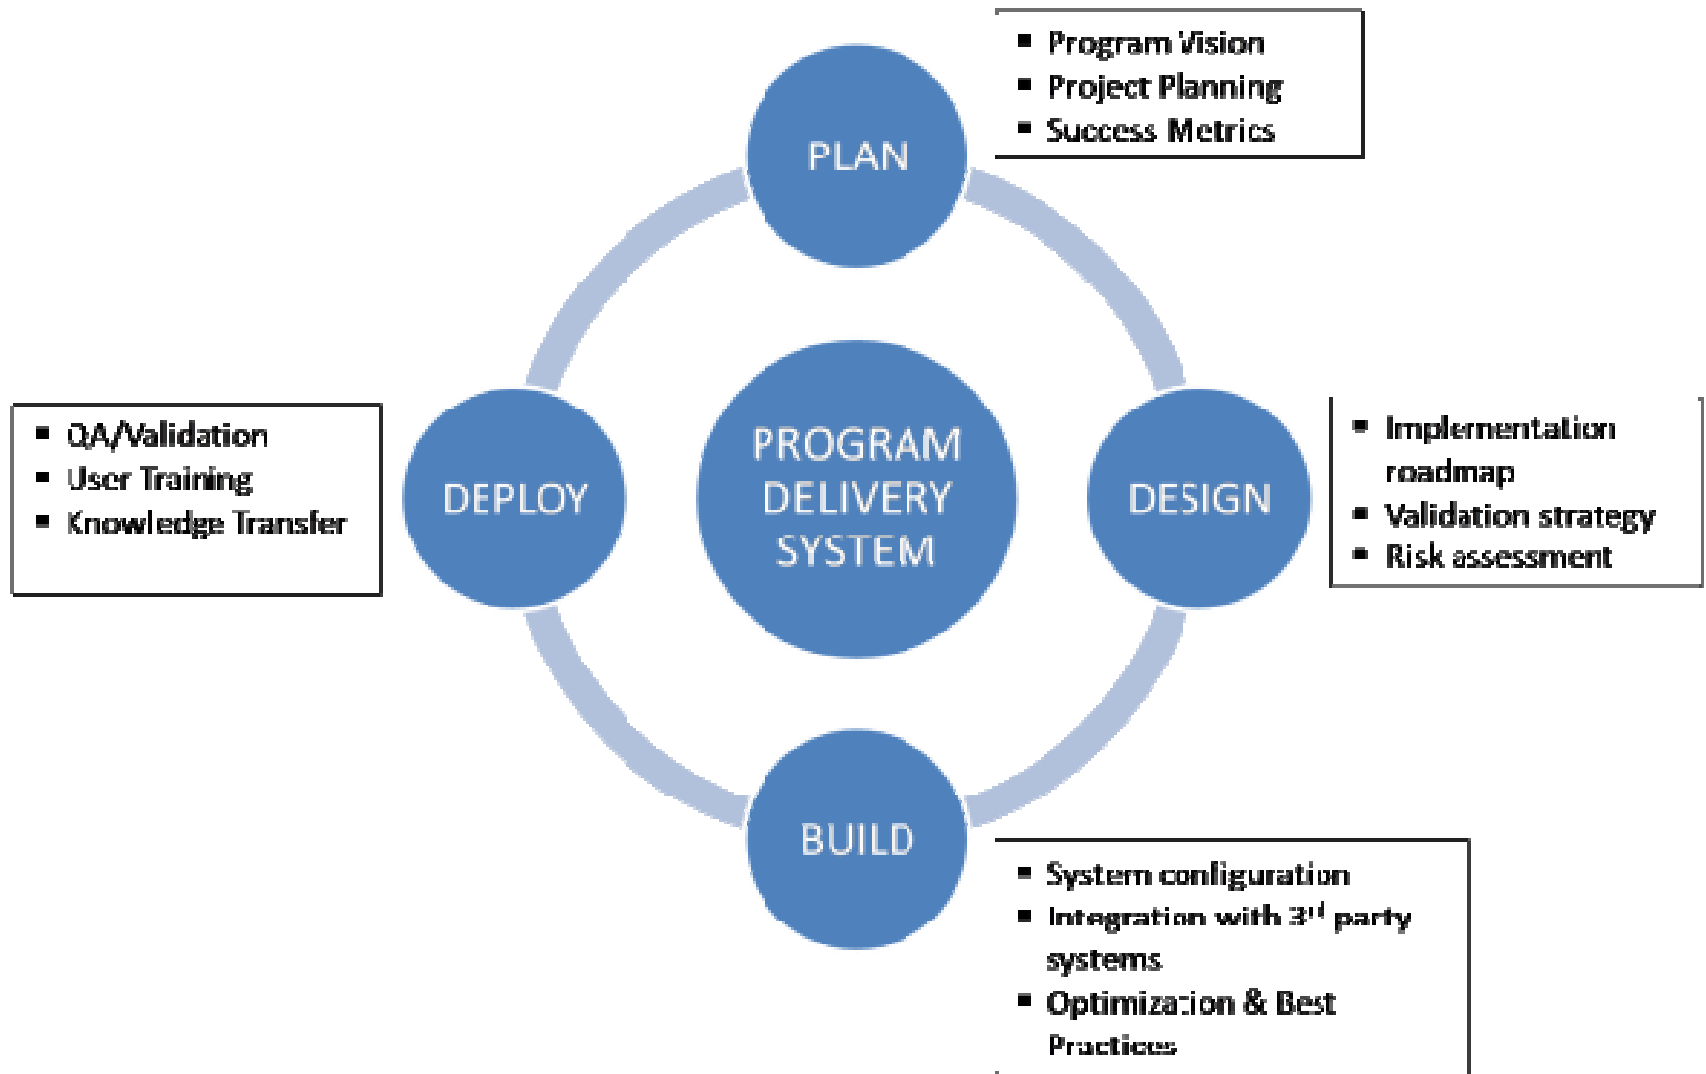 PLAN
▪ Program Vision
▪ Project Planning
▪ Success Metrics
DEPLOY
▪ QA/Validation
▪ User Training
▪ Knowledge Transfer
PROGRAM
DELIVERY
SYSTEM
DESIGN
▪ Implementation
roadmap
▪ Validation strategy
▪ Risk assessment
BUILD
▪ System configuration
▪ Integration with 3rd party
systems
▪ Optimization & Best
Practices